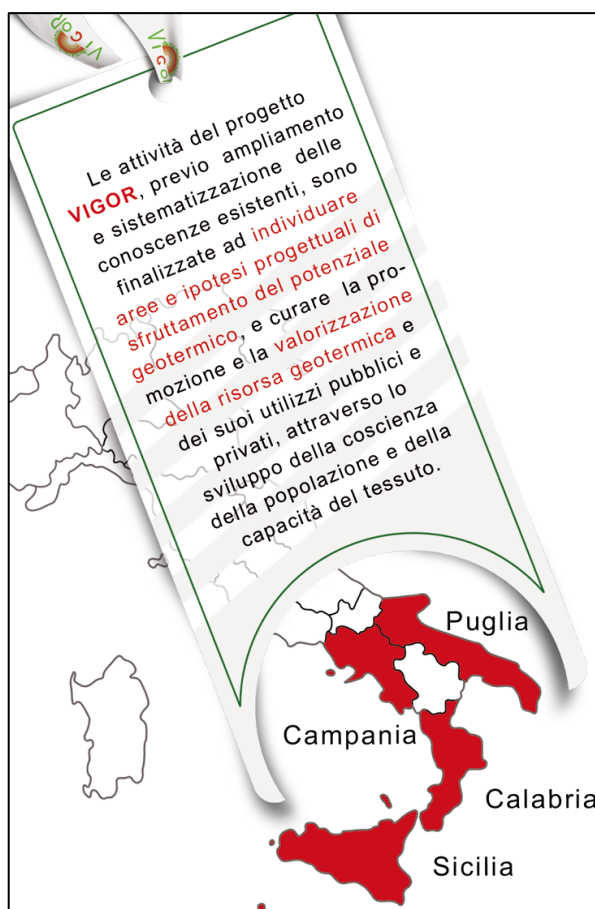 ViGoR
ViGoR
Le attività del progetto
VIGOR, previo ampliamento
e sistematizzazione delle
conoscenze esistenti, sono
finalizzate ad individuare
aree e ipotesi progettuali di
sfruttamento del potenziale
geotermico, e curare la pro-
mozione e la valorizzazione
della risorsa geotermica e
dei suoi utilizzi pubblici e
privati, attraverso lo
sviluppo della coscienza
della popolazione e della
capacità del tessuto.
Puglia
Campania
Calabria
Sicilia